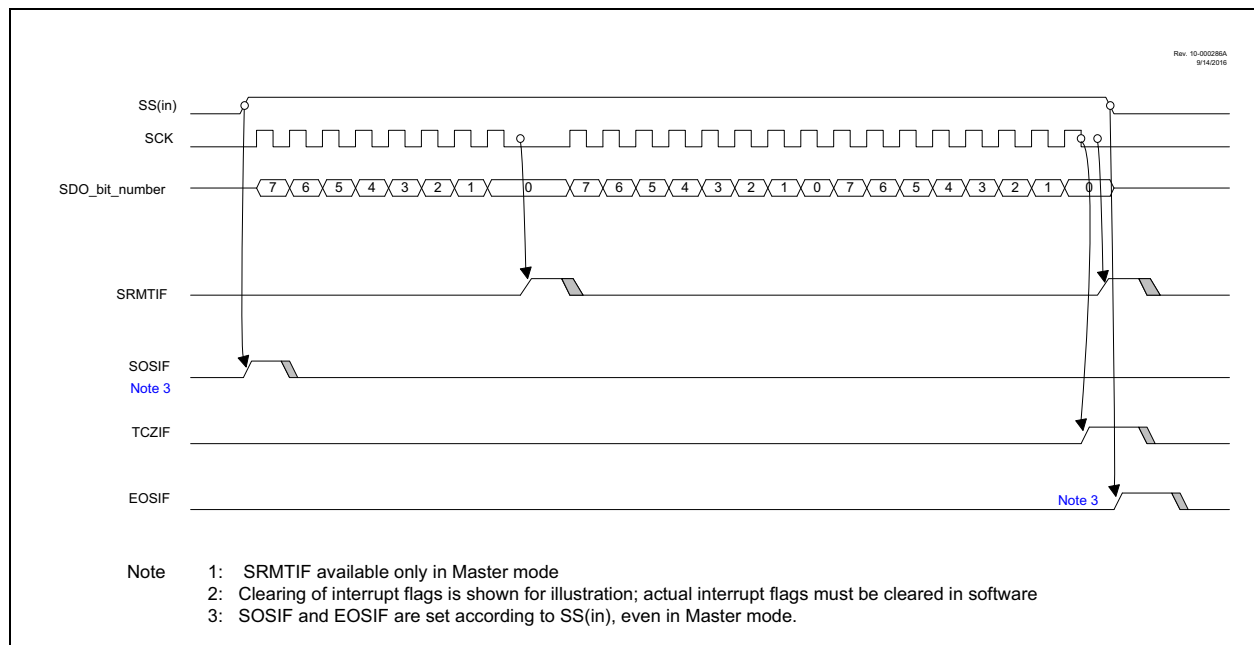 Rev. 10-000286A
9/14/2016
SS(in)
SCK
SDO_bit_number
7 6 5 4 3 2 1 0 7 6 5 4 3 2 1 0 7 6 5 4 3 2 1 0
SRMTIF
SOSIF
Note 3
TCZIF
EOSIF
Note 3
Note 1: SRMTIF available only in Master mode
2: Clearing of interrupt flags is shown for illustration; actual interrupt flags must be cleared in software
3: SOSIF and EOSIF are set according to SS(in), even in Master mode.